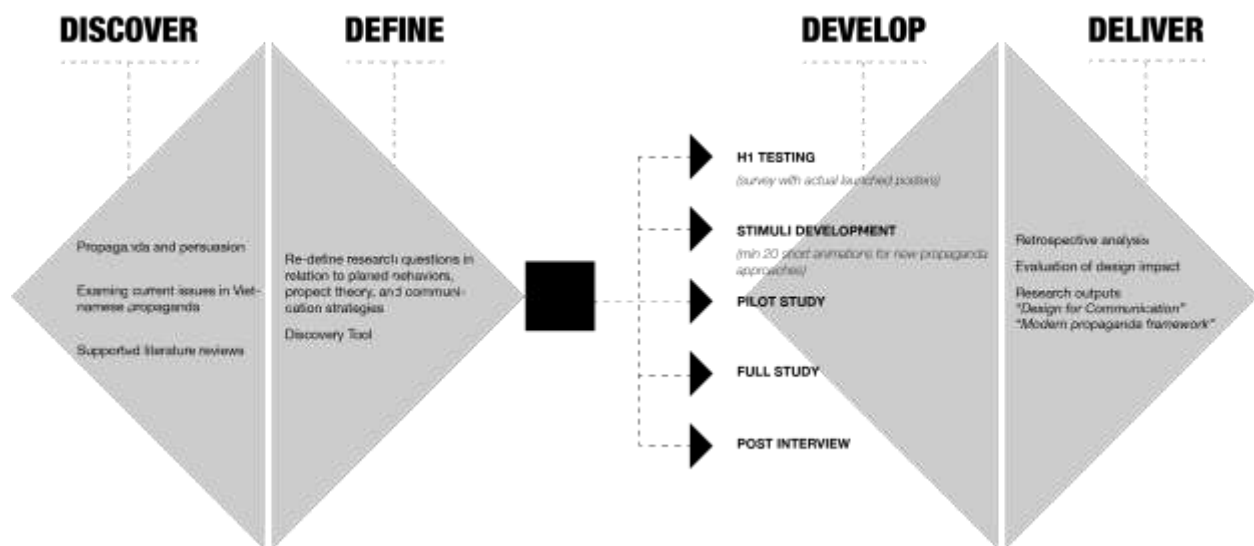 DISCOVER
DEFINE
DEVELOP
DELIVER
Propaganda and persuasion
Examing current issues in Viet-
namese propaganda
Supported literature reviews
Re-define research questions in
relation to planed behaviors,
propect theory, and communi-
cation strategies
Discovery Tool
H1 TESTING
(survey with actual launched posters)
STIMULI DEVELOPMENT
(min 20 short animations for new propaganda
approaches)
PILOT STUDY
FULL STUDY
POST INTERVIEW
Retrospective analysis
Evaluation of design impact
Research outputs
"Design for Communication"
"Modern propaganda framework"